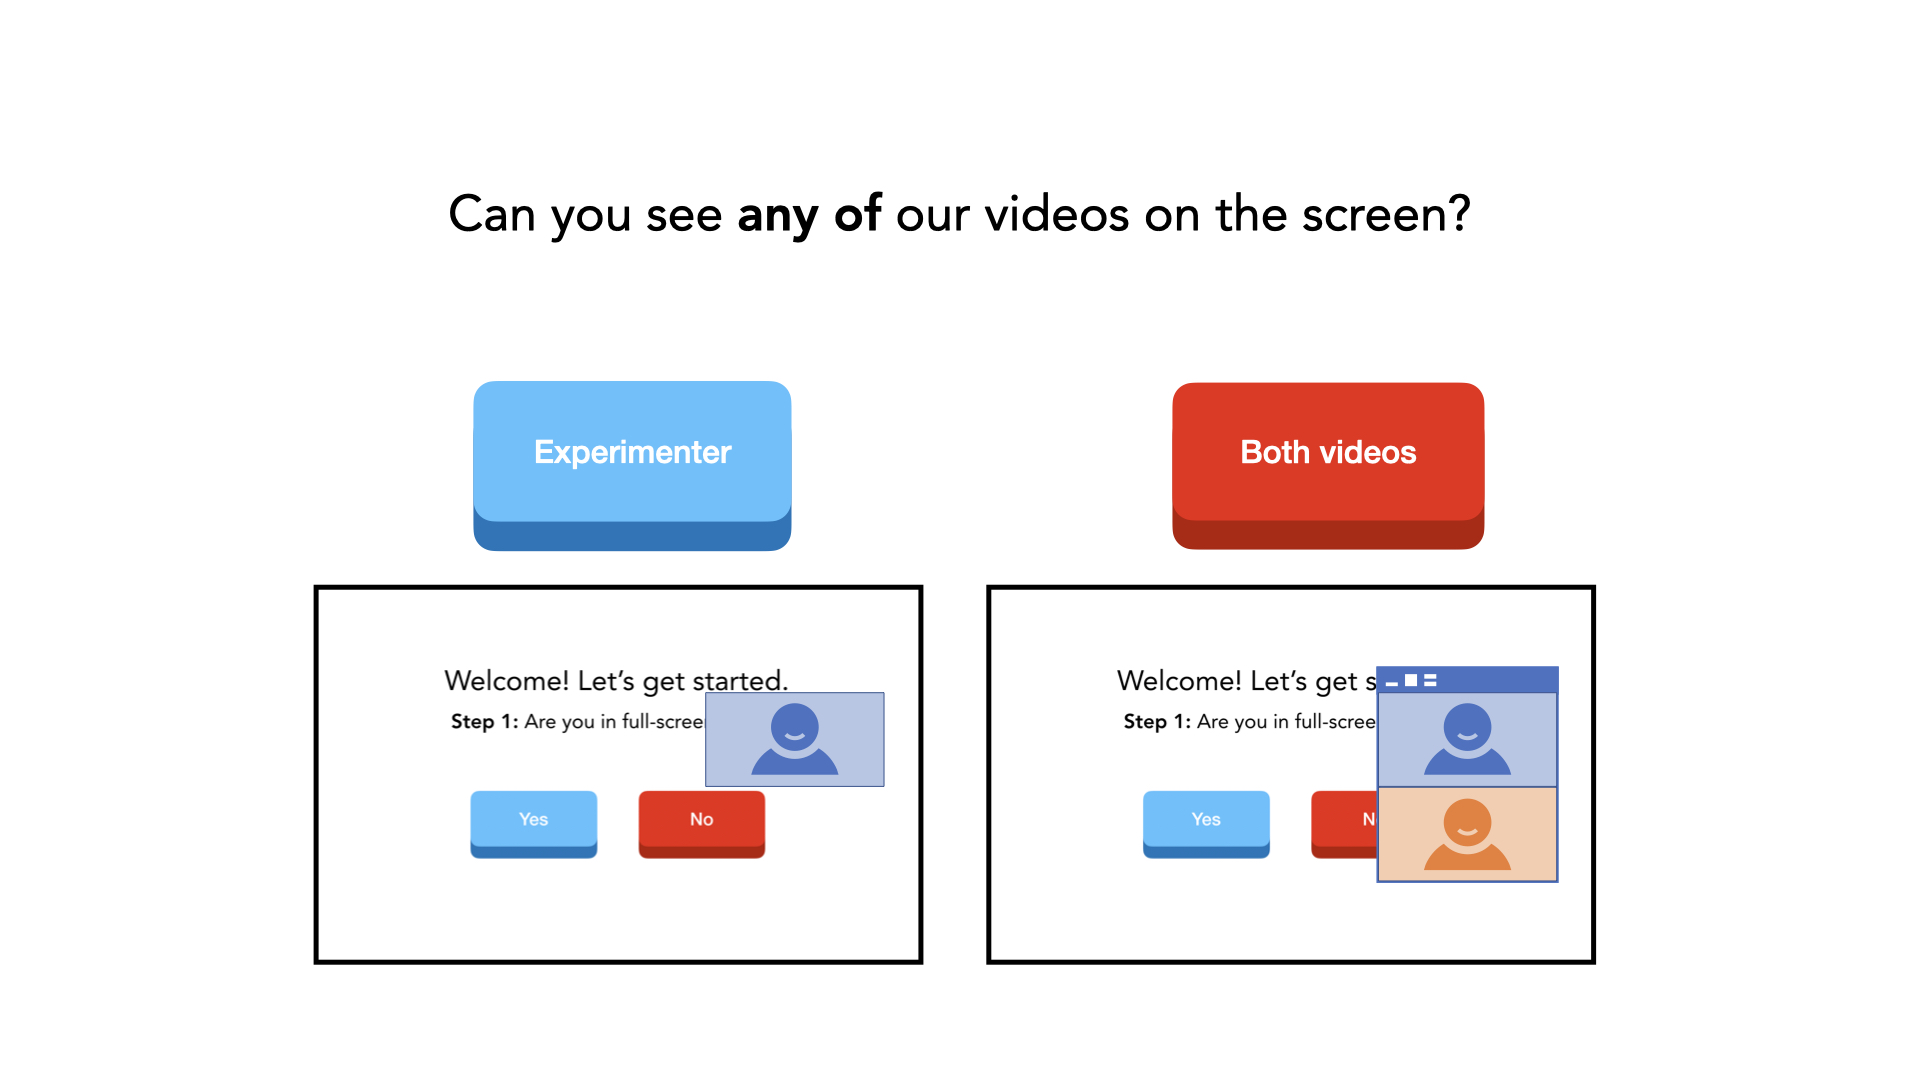 Can you see any of our videos on the screen?
Experimenter
Both videos
Welcome! Let's get started.
Step 1: Are you in full-screen
Yes
No
Welcome! Let's get s
Step 1: Are you in full-scree
Yes
N